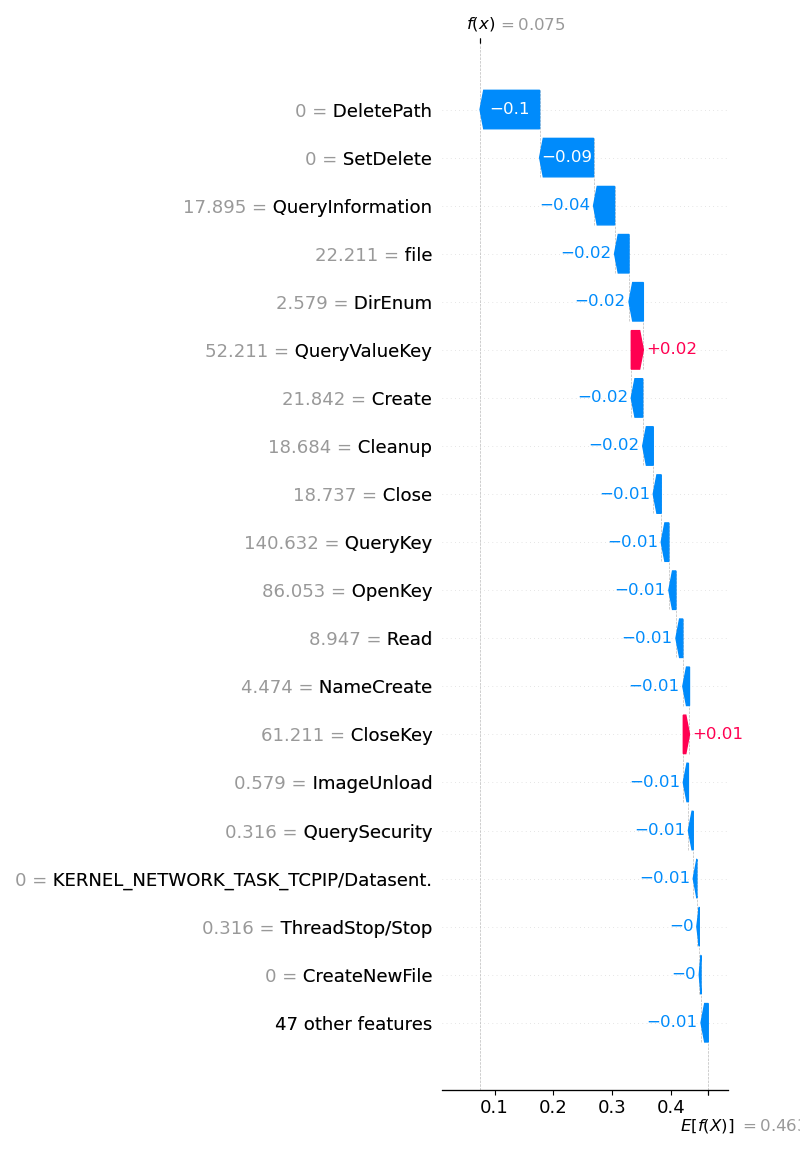 f(x) = 0.075
0 = DeletePath −0.1
0 = SetDelete −0.09
17.895 = QueryInformation −0.04
22.211 = file −0.02
2.579 = DirEnum −0.02
52.211 = QueryValueKey +0.02
21.842 = Create −0.02
18.684 = Cleanup −0.02
18.737 = Close −0.01
140.632 = QueryKey −0.01
86.053 = OpenKey −0.01
8.947 = Read −0.01
4.474 = NameCreate −0.01
61.211 = CloseKey +0.01
0.579 = ImageUnload −0.01
0.316 = QuerySecurity −0.01
0 = KERNEL_NETWORK_TASK_TCPIP/Datasent. −0.01
0.316 = ThreadStop/Stop −0
0 = CreateNewFile −0
47 other features −0.01
0.1 0.2 0.3 0.4
E[f(X)] = 0.463